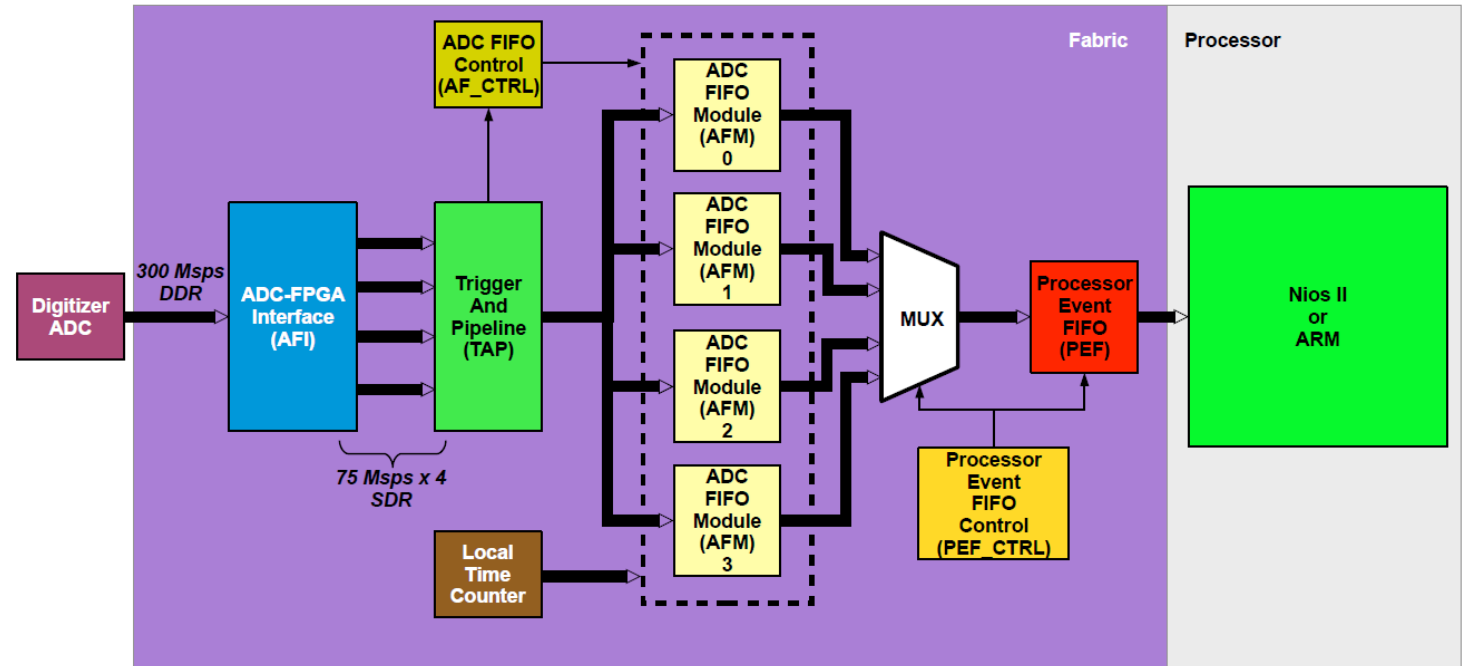 Fabric
Processor
ADC FIFO
Control
(AF_CTRL)
ADC
FIFO
Module
(AFM)
0
ADC
FIFO
Module
(AFM)
1
ADC
FIFO
Module
(AFM)
2
ADC
FIFO
Module
(AFM)
3
Digitizer
ADC
300 Msps
DDR
ADC-FPGA
Interface
(AFI)
75 Msps x 4
SDR
Trigger
And
Pipeline
(TAP)
Local
Time
Counter
MUX
Processor
Event
FIFO
(PEF)
Processor
Event
FIFO
Control
(PEF_CTRL)
Nios II
or
ARM